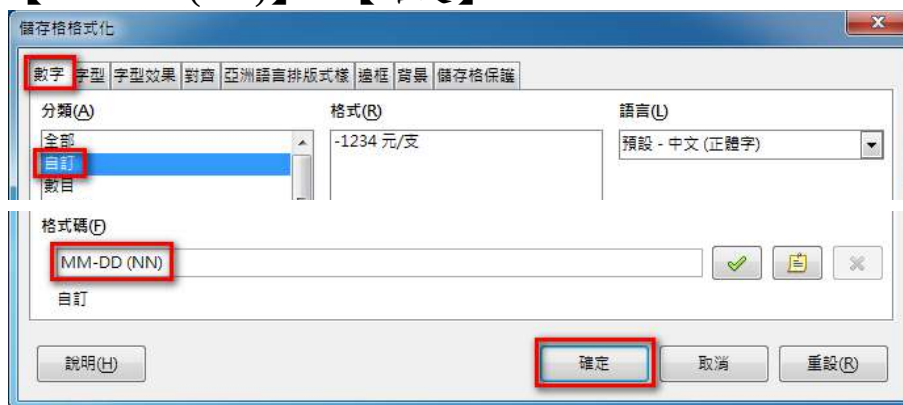 儲存格格式化
數字 字型 字型效果 對齊 亞洲語言排版式樣 邊框 背景 儲存格保護
分類(A) 格式(R) 語言(L)
全部 -1234 元/支 預設 - 中文 (正體字)
自訂
數目
格式碼(F)
MM-DD (NN)
自訂
說明(H) 確定 取消 重設(R)